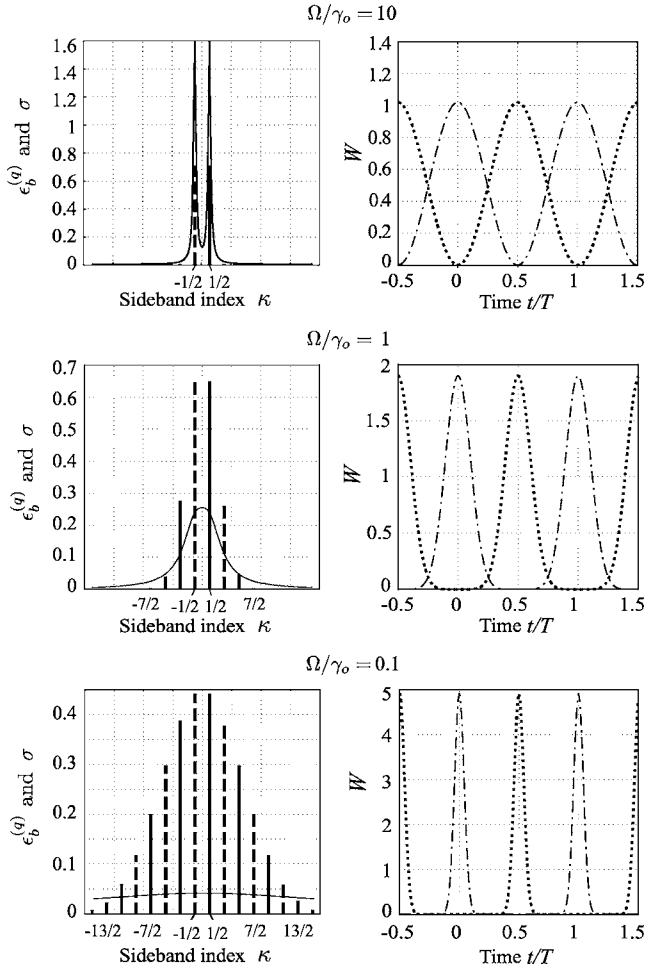 Ω/γₒ = 10
1.6
1.4
1.2
1
0.8
0.6
0.4
0.2
0
ϵ_b^(q) and σ
-1/2 1/2
Sideband index κ
1.4
1.2
1
0.8
0.6
0.4
0.2
0
W
-0.5 0 0.5 1 1.5
Time t/T
Ω/γₒ = 1
0.7
0.6
0.5
0.4
0.3
0.2
0.1
0
ϵ_b^(q) and σ
-7/2 -1/2 1/2 7/2
Sideband index κ
2
1.5
1
0.5
0
W
-0.5 0 0.5 1 1.5
Time t/T
Ω/γₒ = 0.1
0.4
0.3
0.2
0.1
0
ϵ_b^(q) and σ
-13/2 -7/2 -1/2 1/2 7/2 13/2
Sideband index κ
5
4
3
2
1
0
W
-0.5 0 0.5 1 1.5
Time t/T